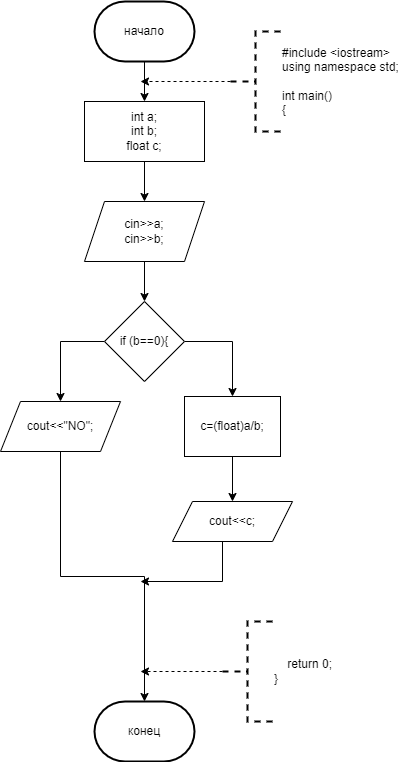 начало
#include <iostream>
using namespace std;
int main()
{
int a;
int b;
float c;
cin>>a;
cin>>b;
if (b==0){
cout<<"NO";
c=(float)a/b;
cout<<c;
return 0;
}
конец